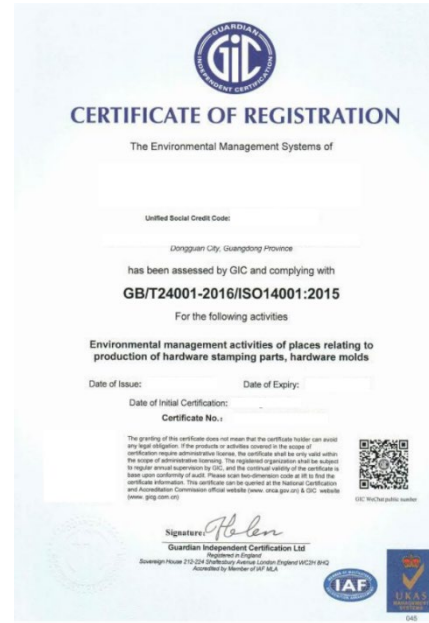 GUARDIAN
GIC
INDEPENDENT CERTIFICATION
CERTIFICATE OF REGISTRATION
The Environmental Management Systems of
Unified Social Credit Code:
Dongguan City, Guangdong Province
has been assessed by GIC and complying with
GB/T24001-2016/ISO14001:2015
For the following activities
Environmental management activities of places relating to
production of hardware stamping parts, hardware molds
Date of Issue:
Date of Expiry:
Date of Initial Certification:
Certificate No.:
The granting of this certificate does not mean that the certificate holder can avoid
any legal obligation. If the products or activities covered in the scope of
certification require administrative license, the certificate shall be only valid within
the scope of administrative licensing. The registered organization shall be subject
to regular annual supervision by GIC, and the continual validity of the certificate is
base upon conformity of audit. Please scan two-dimension code at lift to find the
certificate information. This certificate can be queried at the National Certification
and Accreditation Commission official website (www. cnca.gov.cn) & GIC website
(www. gicg.com.cn)
GIC WeChat public number
Signature: Helen
Guardian Independent Certification Ltd
Registered in England
Sovereign House 212-224 Shaftesbury Avenue London England WC2H 8HQ
Accredited by Member of IAF MLA
IAF
UKAS
MANAGEMENT
SYSTEMS
045